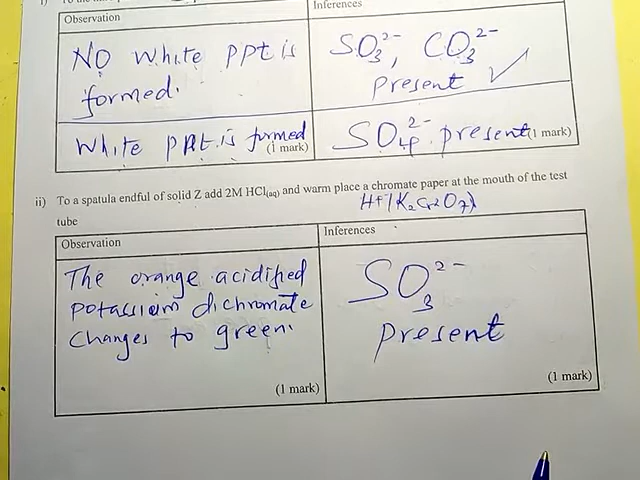 Observation
Inferences
NO white ppt is
formed.
SO3 2-, CO3 2-
present ✓
White ppt. is formed
(1 mark)
SO4 2- present
(1 mark)
ii) To a spatula endful of solid Z add 2M HCl(aq) and warm place a chromate paper at the mouth of the test
tube
H+/K2Cr2O7)
Observation
Inferences
The orange acidified
potassium dichromate
changes to green.
(1 mark)
SO3 2-
present
(1 mark)